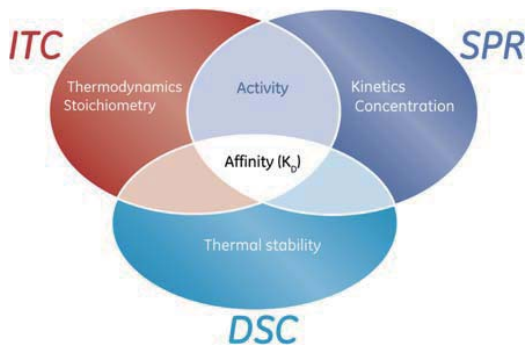 ITC
SPR
Thermodynamics
Stoichiometry
Activity
Kinetics
Concentration
Affinity (KD)
Thermal stability
DSC